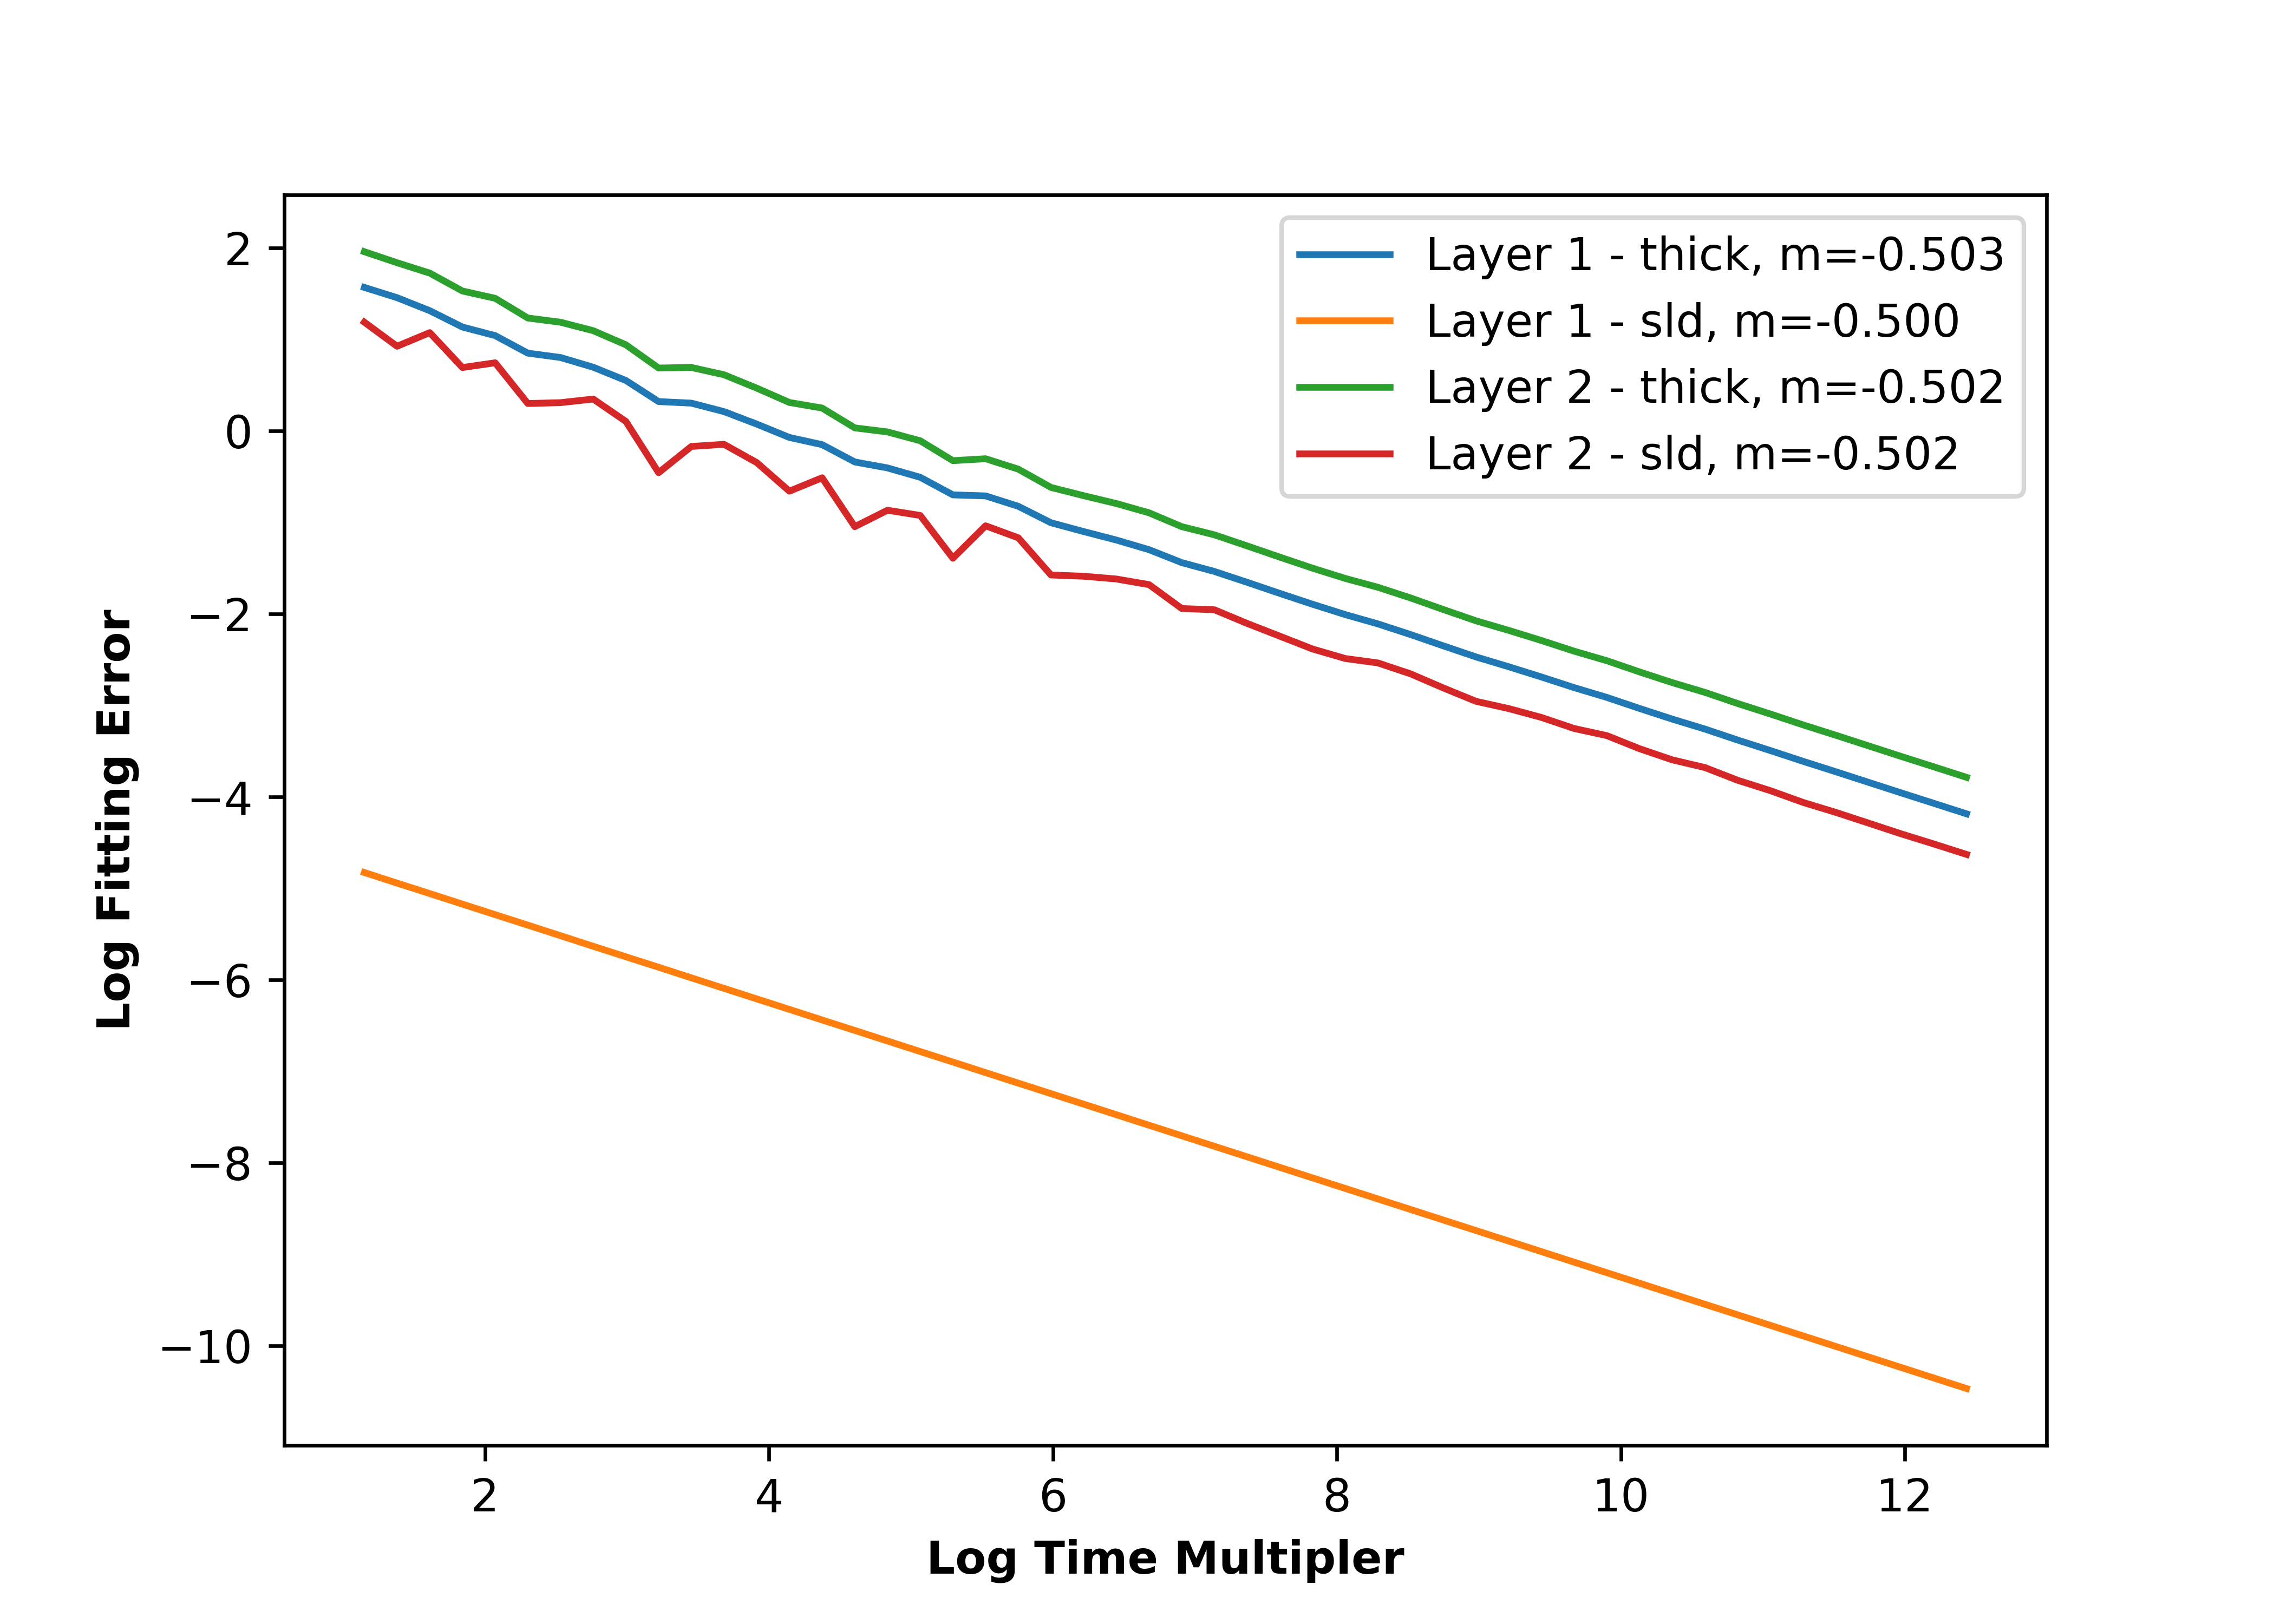 Layer 1 - thick, m=-0.503
Layer 1 - sld, m=-0.500
Layer 2 - thick, m=-0.502
Layer 2 - sld, m=-0.502
2
0
−2
−4
−6
−8
−10
Log Fitting Error
2 4 6 8 10 12
Log Time Multipler